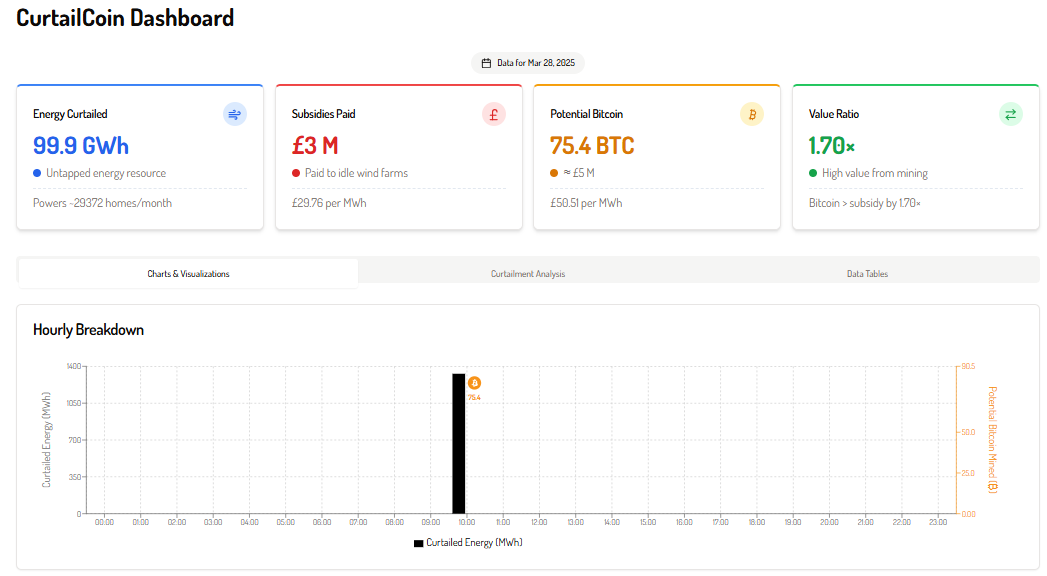 CurtailCoin Dashboard
Data for Mar 28, 2025
Energy Curtailed
99.9 GWh
Untapped energy resource
Powers ~29372 homes/month
Subsidies Paid
£
£3 M
Paid to idle wind farms
£29.76 per MWh
Potential Bitcoin
₿
75.4 BTC
≈ £5 M
£50.51 per MWh
Value Ratio
1.70×
High value from mining
Bitcoin > subsidy by 1.70×
Charts & Visualizations
Curtailment Analysis
Data Tables
Hourly Breakdown
Curtailed Energy (MWh)
1400
1050
700
350
0
₿
75.4
90.5
50.0
25.0
0.00
Potential Bitcoin Mined (₿)
00:00 01:00 02:00 03:00 04:00 05:00 06:00 07:00 08:00 09:00 10:00 11:00 12:00 13:00 14:00 15:00 16:00 17:00 18:00 19:00 20:00 21:00 22:00 23:00
Curtailed Energy (MWh)